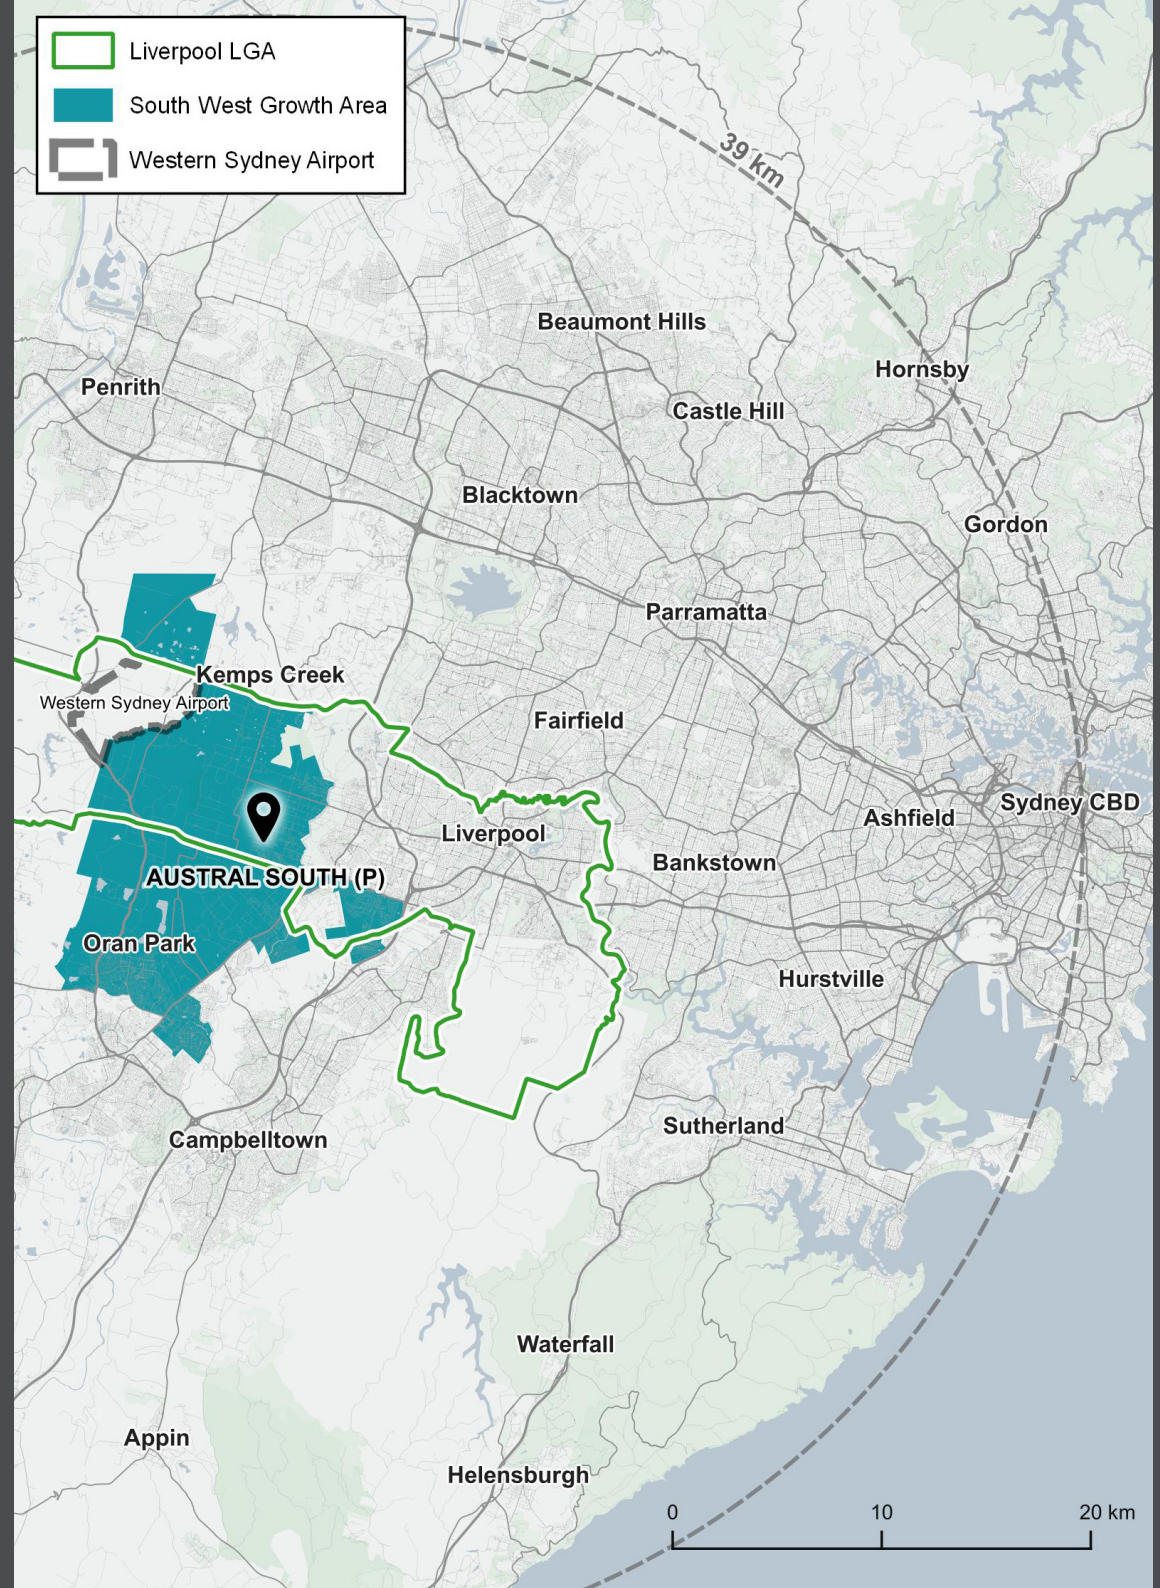 Liverpool LGA
South West Growth Area
Western Sydney Airport
39 km
Beaumont Hills
Hornsby
Penrith
Castle Hill
Blacktown
Gordon
Parramatta
Kemps Creek
Western Sydney Airport
Fairfield
Sydney CBD
Ashfield
Liverpool
Bankstown
AUSTRAL SOUTH (P)
Oran Park
Hurstville
Sutherland
Campbelltown
Waterfall
Appin
Helensburgh
0 10 20 km